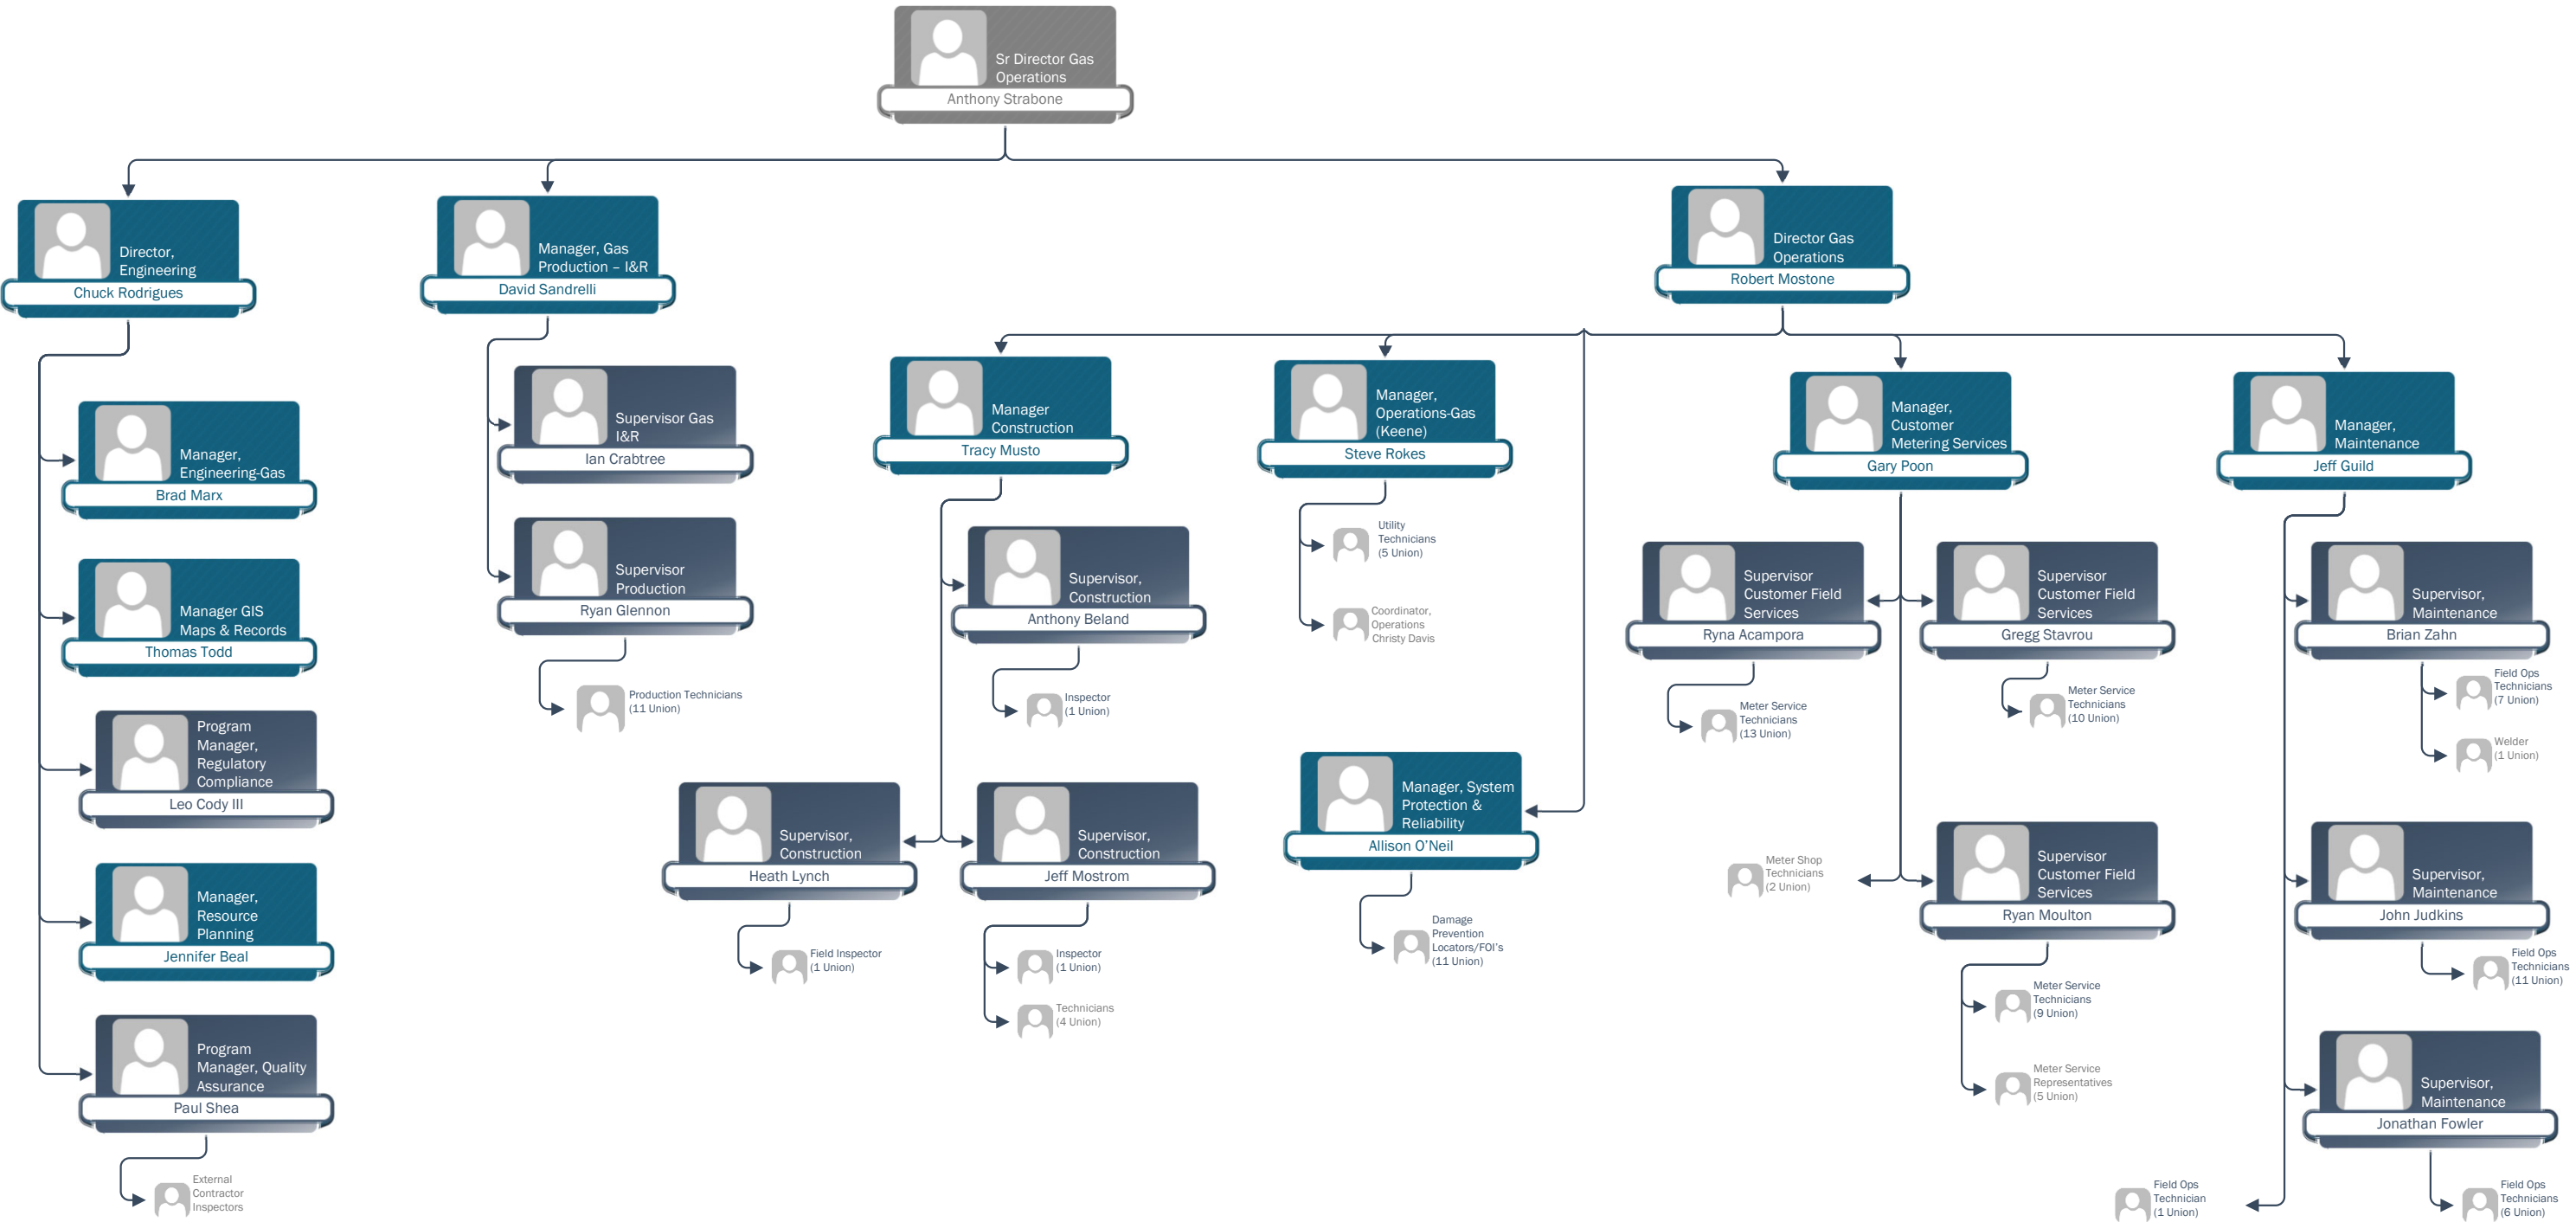 Sr Director Gas
Operations
Anthony Strabone
Director,
Engineering
Chuck Rodrigues
Manager, Gas
Production – I&R
David Sandrelli
Director Gas
Operations
Robert Mostone
Manager,
Engineering-Gas
Brad Marx
Manager GIS
Maps & Records
Thomas Todd
Program
Manager,
Regulatory
Compliance
Leo Cody III
Manager,
Resource
Planning
Jennifer Beal
Program
Manager, Quality
Assurance
Paul Shea
External
Contractor
Inspectors
Supervisor Gas
I&R
Ian Crabtree
Supervisor
Production
Ryan Glennon
Production Technicians
(11 Union)
Manager
Construction
Tracy Musto
Supervisor,
Construction
Anthony Beland
Inspector
(1 Union)
Supervisor,
Construction
Heath Lynch
Field Inspector
(1 Union)
Supervisor,
Construction
Jeff Mostrom
Inspector
(1 Union)
Technicians
(4 Union)
Manager,
Operations-Gas
(Keene)
Steve Rokes
Utility
Technicians
(5 Union)
Coordinator,
Operations
Christy Davis
Manager, System
Protection &
Reliability
Allison O'Neil
Damage
Prevention
Locators/FOI's
(11 Union)
Manager,
Customer
Metering Services
Gary Poon
Supervisor
Customer Field
Services
Ryna Acampora
Meter Service
Technicians
(13 Union)
Supervisor
Customer Field
Services
Gregg Stavrou
Meter Service
Technicians
(10 Union)
Meter Shop
Technicians
(2 Union)
Supervisor
Customer Field
Services
Ryan Moulton
Meter Service
Technicians
(9 Union)
Meter Service
Representatives
(5 Union)
Manager,
Maintenance
Jeff Guild
Supervisor,
Maintenance
Brian Zahn
Field Ops
Technicians
(7 Union)
Welder
(1 Union)
Supervisor,
Maintenance
John Judkins
Field Ops
Technicians
(11 Union)
Supervisor,
Maintenance
Jonathan Fowler
Field Ops
Technician
(1 Union)
Field Ops
Technicians
(6 Union)